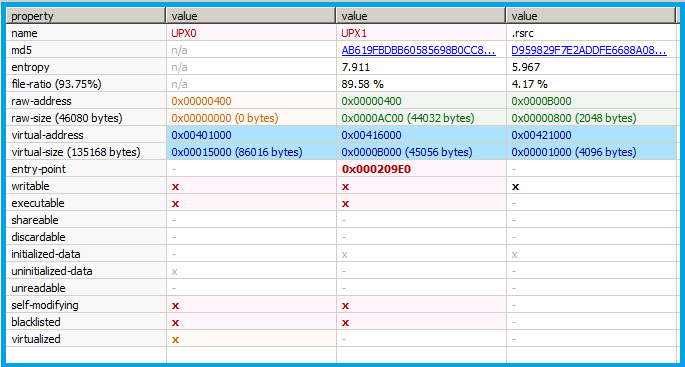 property value value value
name UPX0 UPX1 .rsrc
md5 n/a AB619FBDBB60585698B0CC8... D959829F7E2ADDFE6688A08...
entropy n/a 7.911 5.967
file-ratio (93.75%) n/a 89.58 % 4.17 %
raw-address 0x00000400 0x00000400 0x0000B000
raw-size (46080 bytes) 0x00000000 (0 bytes) 0x0000AC00 (44032 bytes) 0x00000800 (2048 bytes)
virtual-address 0x00401000 0x00416000 0x00421000
virtual-size (135168 bytes) 0x00015000 (86016 bytes) 0x0000B000 (45056 bytes) 0x00001000 (4096 bytes)
entry-point - 0x000209E0 -
writable x x x
executable x x -
shareable - - -
discardable - - -
initialized-data - x x
uninitialized-data x - -
unreadable - - -
self-modifying x x -
blacklisted x x -
virtualized x - -